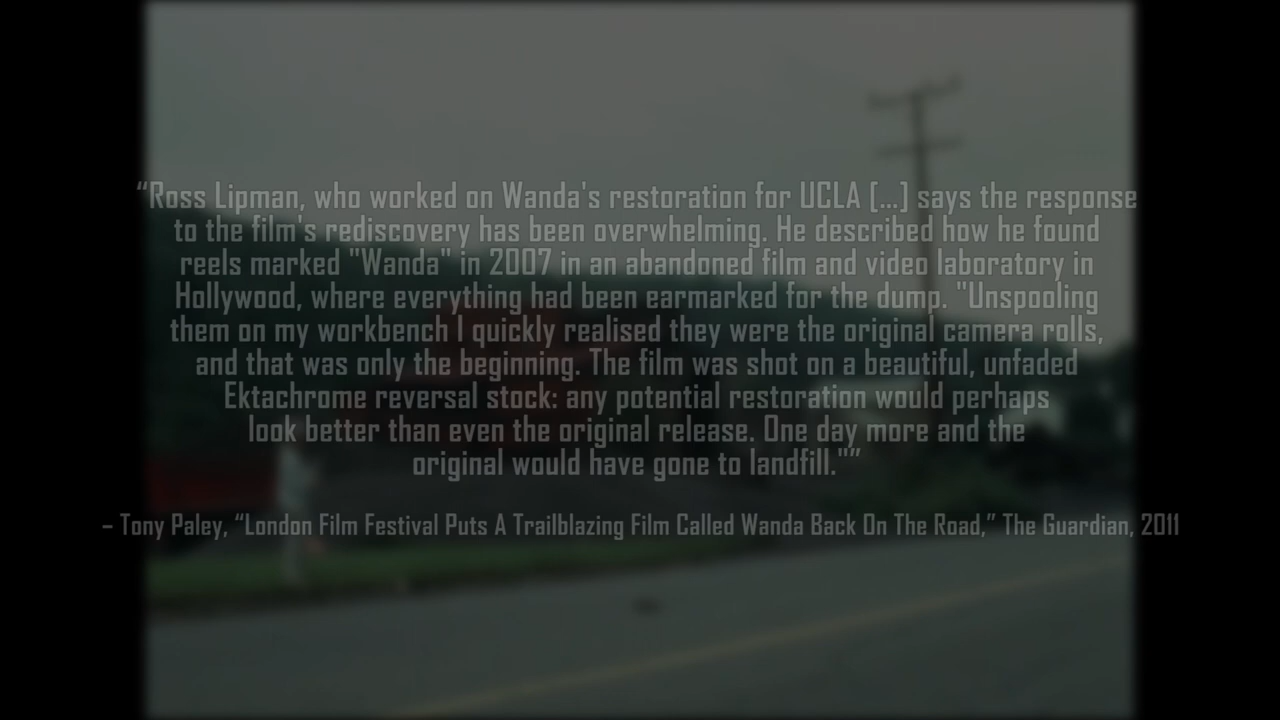 “Ross Lipman, who worked on Wanda's restoration for UCLA [...] says the response
to the film's rediscovery has been overwhelming. He described how he found
reels marked "Wanda" in 2007 in an abandoned film and video laboratory in
Hollywood, where everything had been earmarked for the dump. "Unspooling
them on my workbench I quickly realised they were the original camera rolls,
and that was only the beginning. The film was shot on a beautiful, unfaded
Ektachrome reversal stock: any potential restoration would perhaps
look better than even the original release. One day more and the
original would have gone to landfill."”
– Tony Paley, “London Film Festival Puts A Trailblazing Film Called Wanda Back On The Road,” The Guardian, 2011